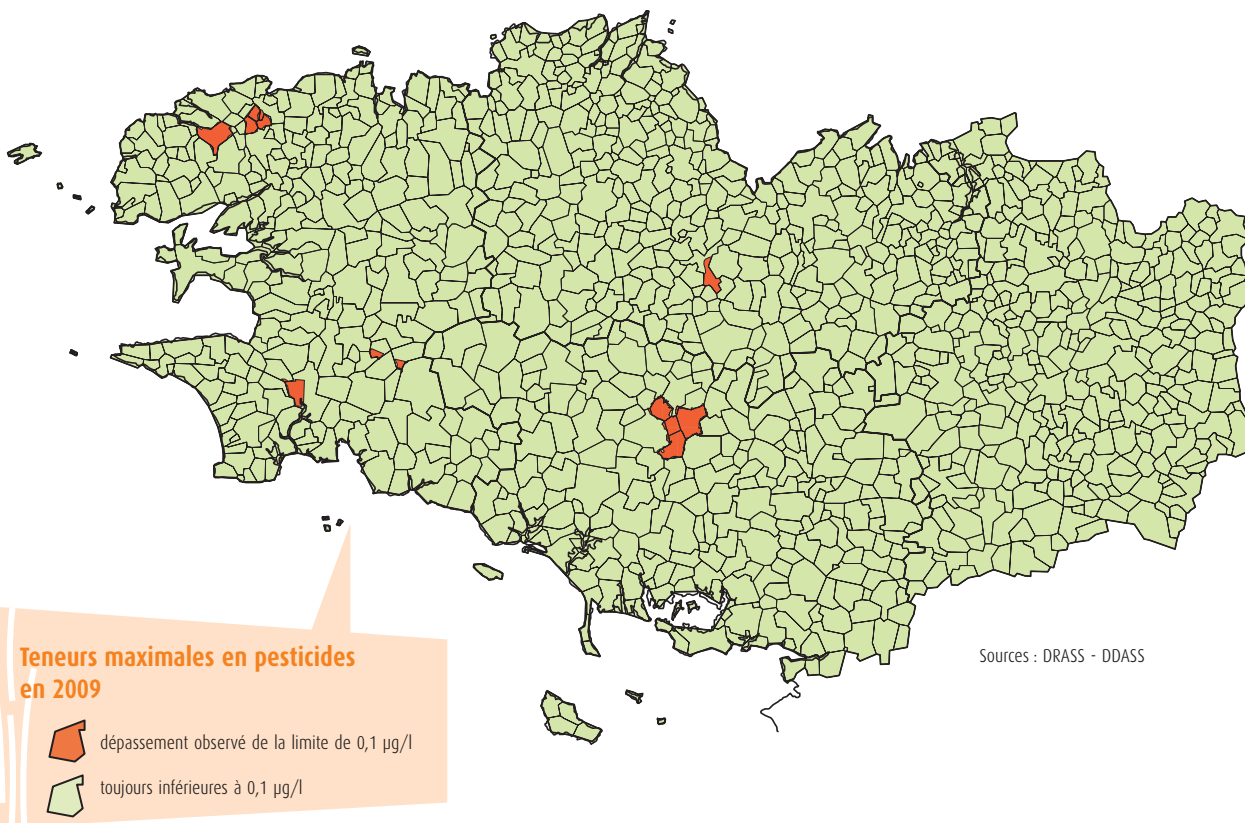 Teneurs maximales en pesticides
en 2009
dépassement observé de la limite de 0,1 µg/l
toujours inférieures à 0,1 µg/l
Sources : DRASS - DDASS